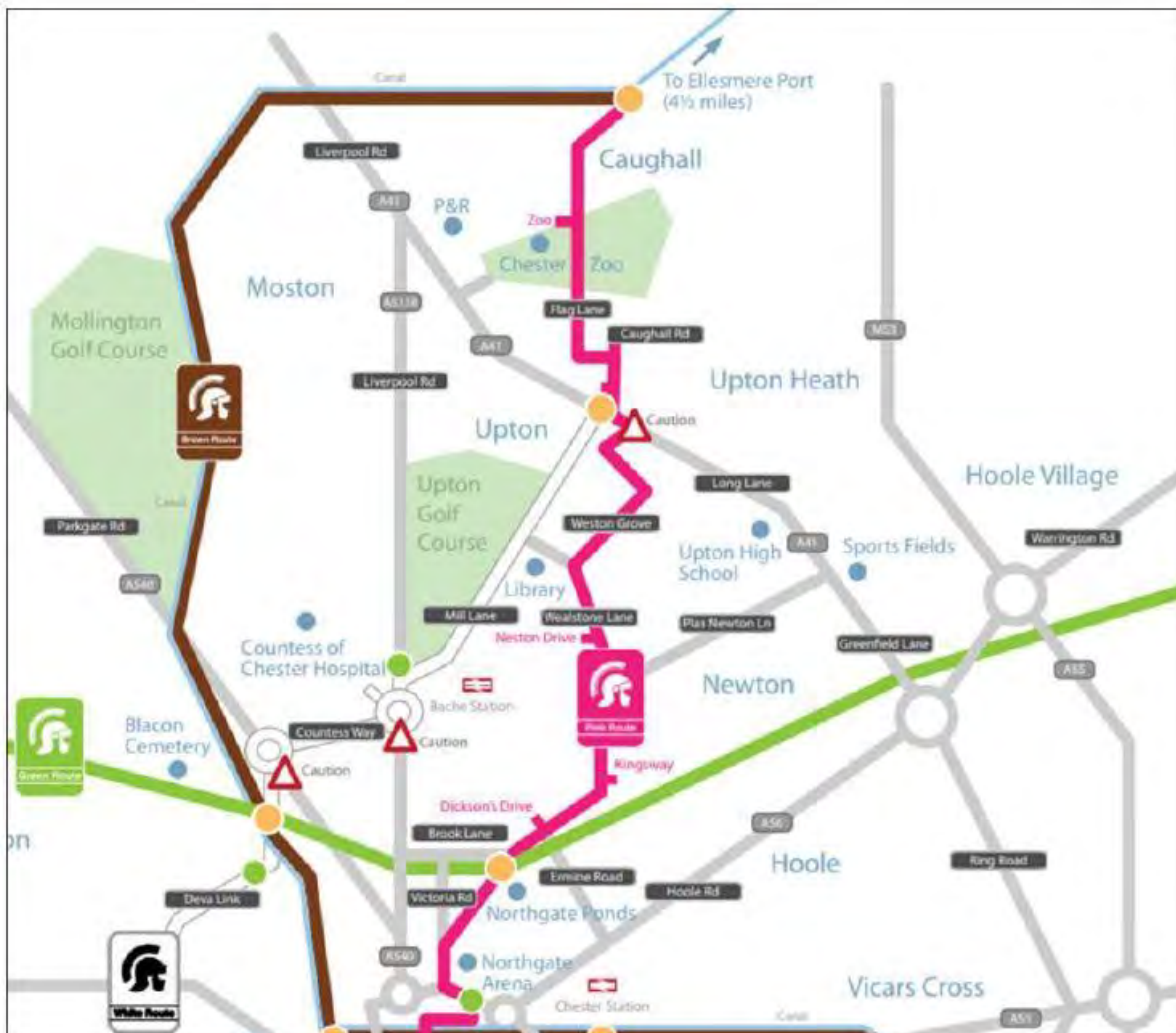 Canal
To Ellesmere Port
(4½ miles)
Liverpool Rd
Caughall
A41
P&R
Zoo
Chester Zoo
Moston
A5116
Flag Lane
Mollington
Golf Course
Caughall Rd
M53
A41
Liverpool Rd
Upton Heath
Brown Route
Upton
Caution
Hoole Village
Long Lane
Canal
Upton
Golf
Course
Parkgate Rd
Weston Grove
Warrington Rd
Upton High
School
A41
Sports Fields
A540
Library
Mill Lane
Wealstone Lane
Plas Newton Ln
Countess of
Chester Hospital
Neston Drive
Greenfield Lane
A55
Newton
Bache Station
Pink Route
Green Route
Blacon
Cemetery
Countess Way
Caution
Caution
Kingsway
Dickson's Drive
Brook Lane
A56
on
Hoole
Ring Road
Ermine Road
Deva Link
Victoria Rd
Hoole Rd
Northgate Ponds
White Route
A540
Northgate
Arena
Chester Station
Vicars Cross
Canal